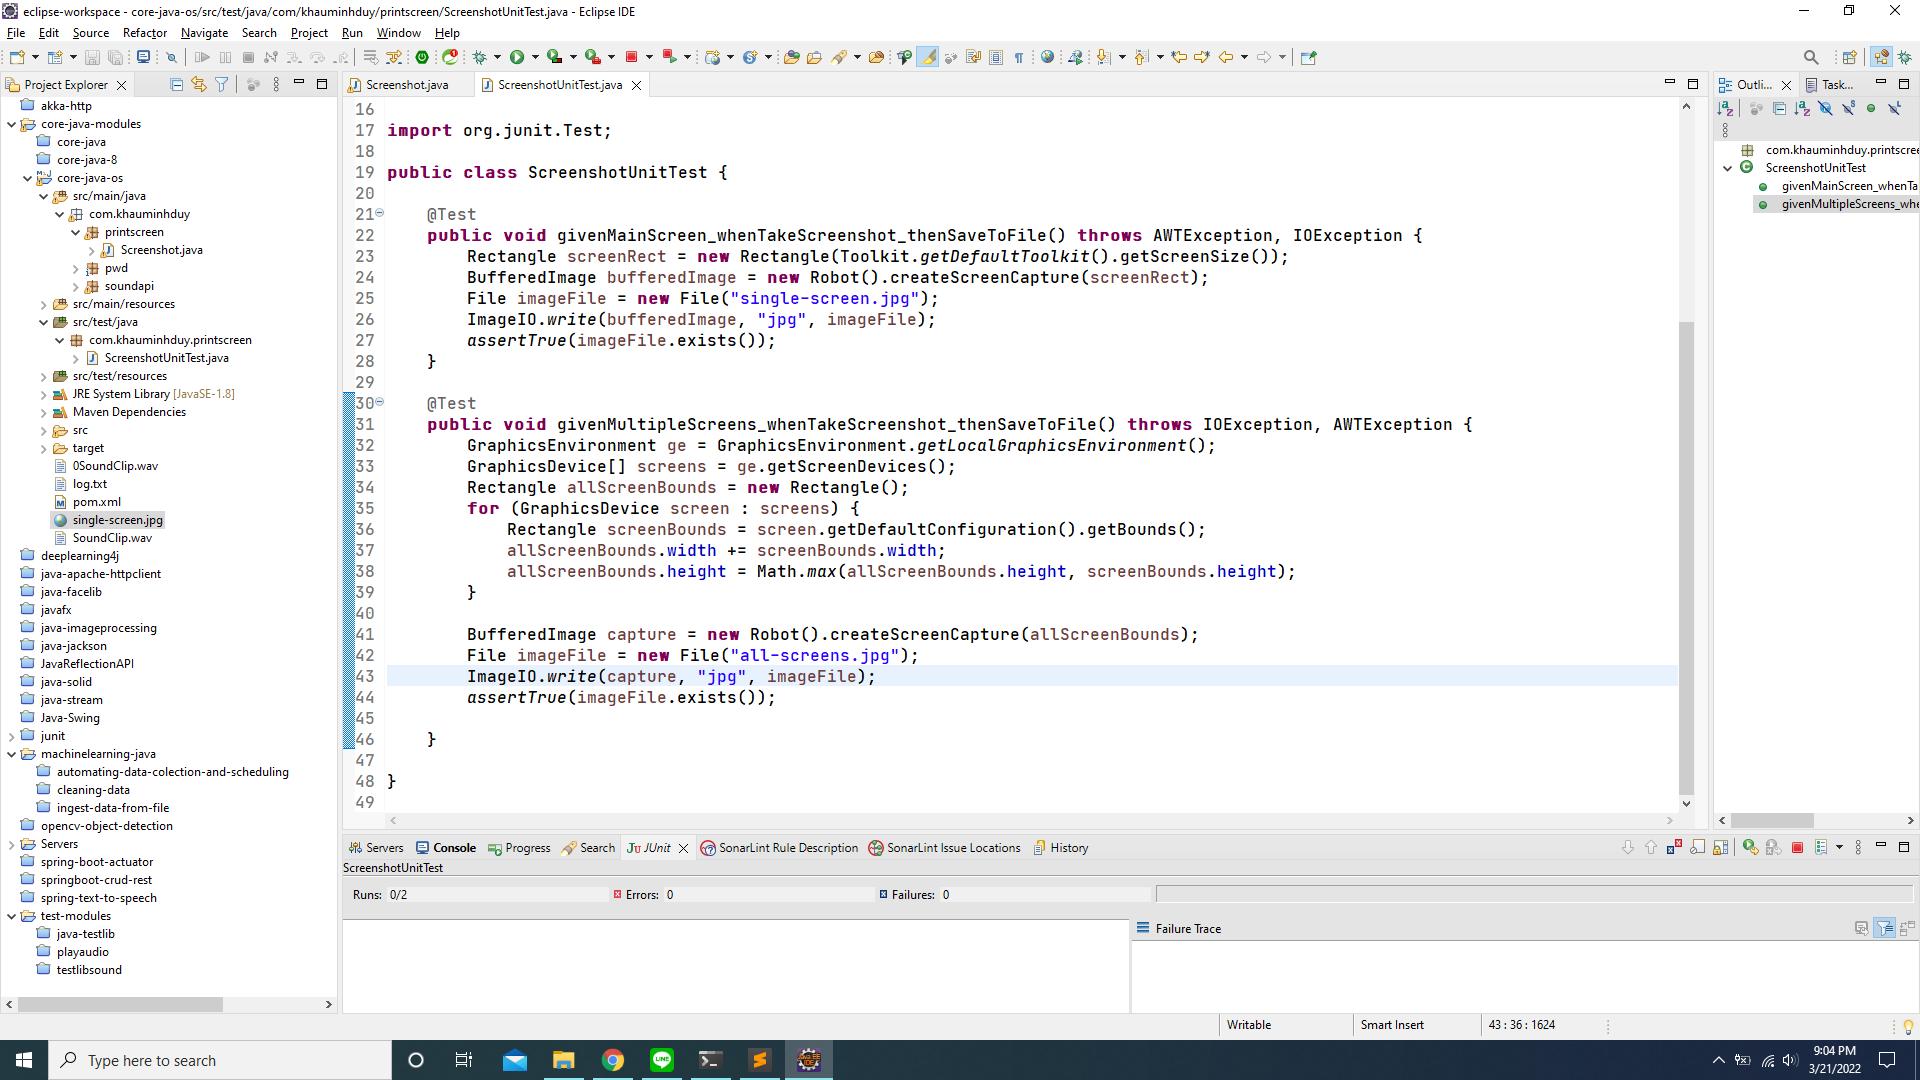 eclipse-workspace - core-java-os/src/test/java/com/khauminhduy/printscreen/ScreenshotUnitTest.java - Eclipse IDE
File Edit Source Refactor Navigate Search Project Run Window Help
Project Explorer
akka-http
core-java-modules
core-java
core-java-8
core-java-os
src/main/java
com.khauminhduy
printscreen
Screenshot.java
pwd
soundapi
src/main/resources
src/test/java
com.khauminhduy.printscreen
ScreenshotUnitTest.java
src/test/resources
JRE System Library [JavaSE-1.8]
Maven Dependencies
src
target
0SoundClip.wav
log.txt
pom.xml
single-screen.jpg
SoundClip.wav
deeplearning4j
java-apache-httpclient
java-facelib
javafx
java-imageprocessing
java-jackson
JavaReflectionAPI
java-solid
java-stream
Java-Swing
junit
machinelearning-java
automating-data-colection-and-scheduling
cleaning-data
ingest-data-from-file
opencv-object-detection
Servers
spring-boot-actuator
springboot-crud-rest
spring-text-to-speech
test-modules
java-testlib
playaudio
testlibsound
Screenshot.java ScreenshotUnitTest.java
16
17 import org.junit.Test;
18
19 public class ScreenshotUnitTest {
20
21 @Test
22 public void givenMainScreen_whenTakeScreenshot_thenSaveToFile() throws AWTException, IOException {
23 Rectangle screenRect = new Rectangle(Toolkit.getDefaultToolkit().getScreenSize());
24 BufferedImage bufferedImage = new Robot().createScreenCapture(screenRect);
25 File imageFile = new File("single-screen.jpg");
26 ImageIO.write(bufferedImage, "jpg", imageFile);
27 assertTrue(imageFile.exists());
28 }
29
30 @Test
31 public void givenMultipleScreens_whenTakeScreenshot_thenSaveToFile() throws IOException, AWTException {
32 GraphicsEnvironment ge = GraphicsEnvironment.getLocalGraphicsEnvironment();
33 GraphicsDevice[] screens = ge.getScreenDevices();
34 Rectangle allScreenBounds = new Rectangle();
35 for (GraphicsDevice screen : screens) {
36 Rectangle screenBounds = screen.getDefaultConfiguration().getBounds();
37 allScreenBounds.width += screenBounds.width;
38 allScreenBounds.height = Math.max(allScreenBounds.height, screenBounds.height);
39 }
40
41 BufferedImage capture = new Robot().createScreenCapture(allScreenBounds);
42 File imageFile = new File("all-screens.jpg");
43 ImageIO.write(capture, "jpg", imageFile);
44 assertTrue(imageFile.exists());
45
46 }
47
48 }
49
Outli... Task...
com.khauminhduy.printscree
ScreenshotUnitTest
givenMainScreen_whenTa
givenMultipleScreens_whe
Servers Console Progress Search JUnit SonarLint Rule Description SonarLint Issue Locations History
ScreenshotUnitTest
Runs: 0/2 Errors: 0 Failures: 0
Failure Trace
Writable Smart Insert 43 : 36 : 1624
Type here to search
9:04 PM
3/21/2022